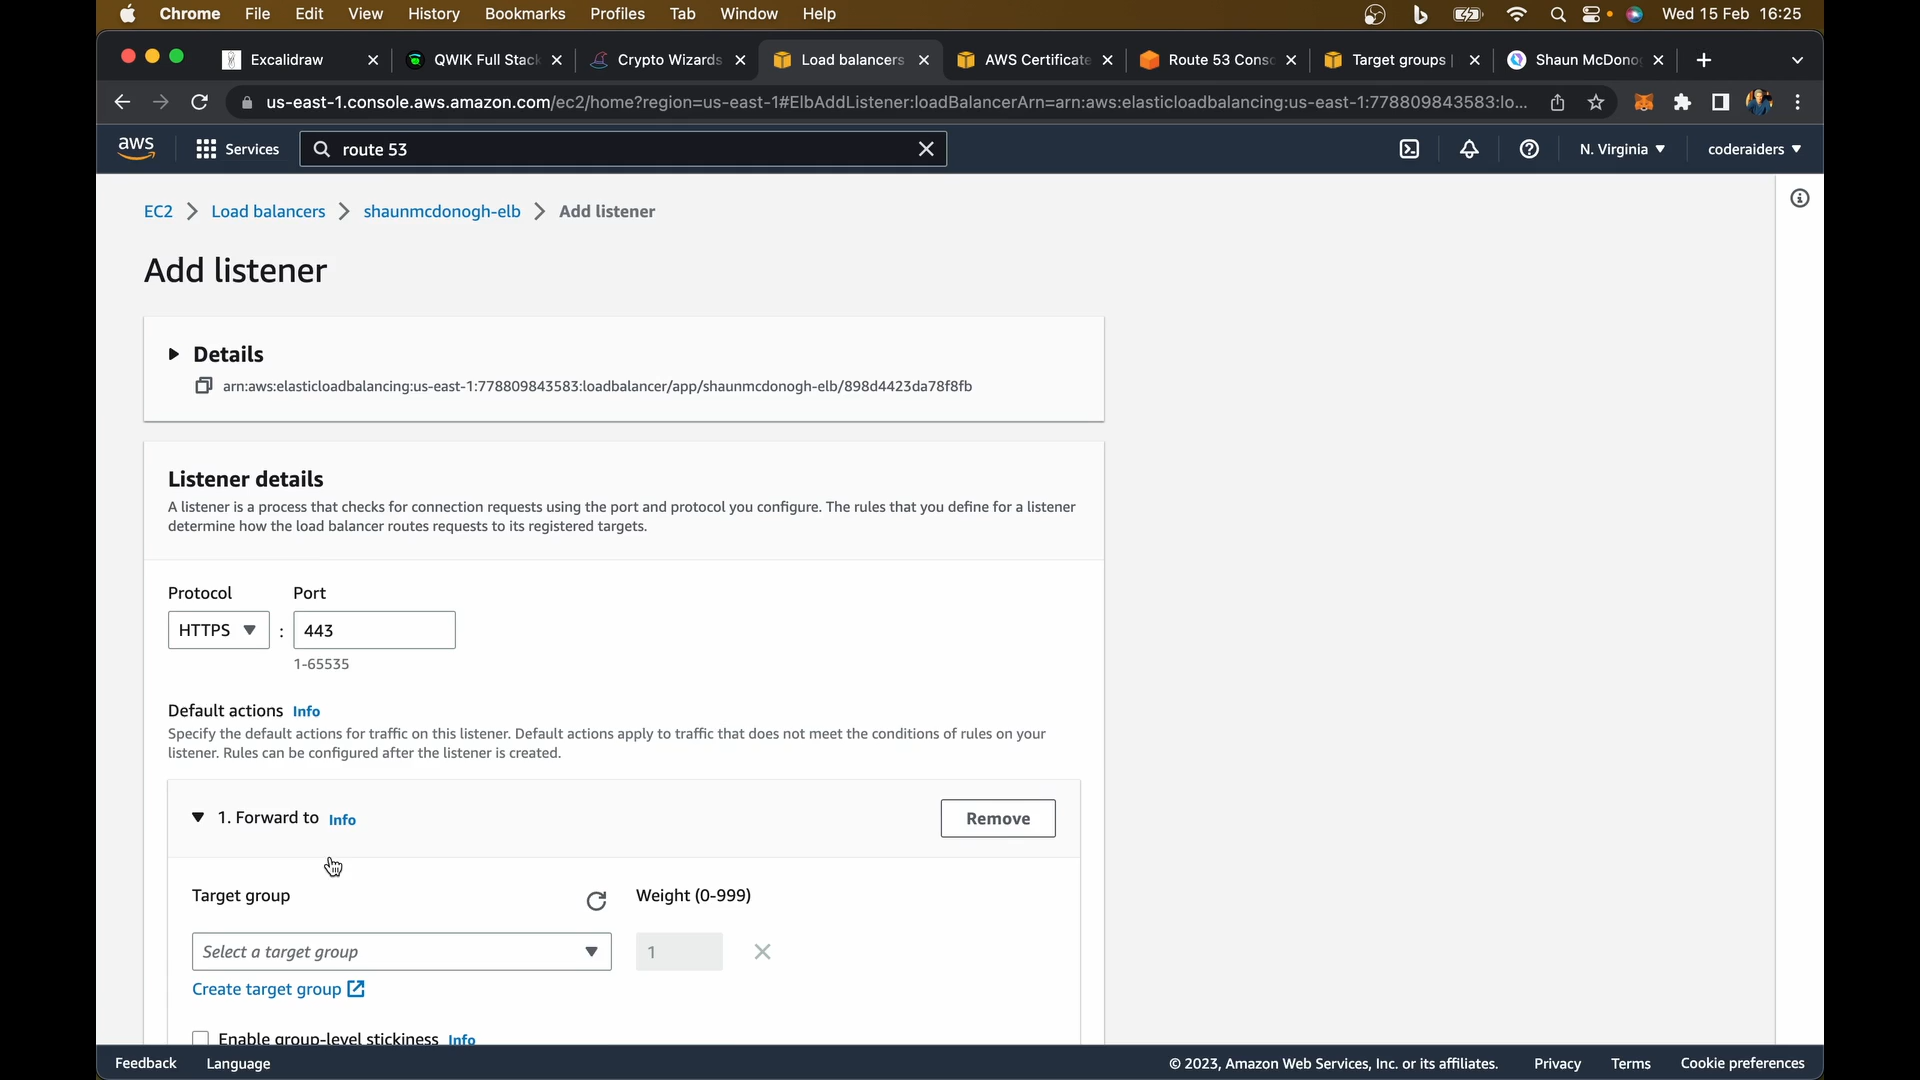 Chrome File Edit View History Bookmarks Profiles Tab Window Help Wed 15 Feb 16:25
Excalidraw QWIK Full Stack Crypto Wizards Load balancers AWS Certificate Route 53 Conso Target groups | Shaun McDono
us-east-1.console.aws.amazon.com/ec2/home?region=us-east-1#ElbAddListener:loadBalancerArn=arn:aws:elasticloadbalancing:us-east-1:778809843583:lo...
aws Services route 53 N. Virginia coderaiders
EC2 Load balancers shaunmcdonogh-elb Add listener
Add listener
Details
arn:aws:elasticloadbalancing:us-east-1:778809843583:loadbalancer/app/shaunmcdonogh-elb/898d4423da78f8fb
Listener details
A listener is a process that checks for connection requests using the port and protocol you configure. The rules that you define for a listener
determine how the load balancer routes requests to its registered targets.
Protocol Port
HTTPS : 443
1-65535
Default actions Info
Specify the default actions for traffic on this listener. Default actions apply to traffic that does not meet the conditions of rules on your
listener. Rules can be configured after the listener is created.
1. Forward to Info Remove
Target group Weight (0-999)
Select a target group 1
Create target group
Enable group-level stickiness Info
Feedback Language © 2023, Amazon Web Services, Inc. or its affiliates. Privacy Terms Cookie preferences